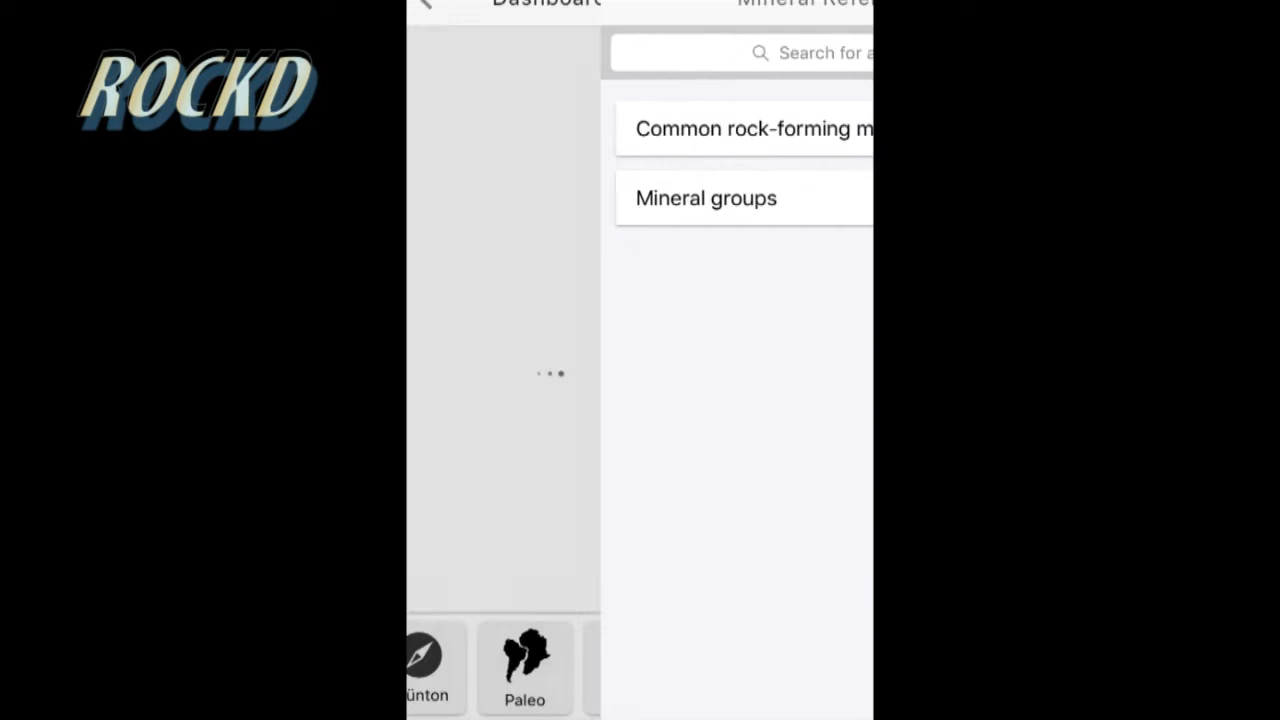 ROCKD
Dashboard
Search for a
Common rock-forming m
Mineral groups
ünton
Paleo